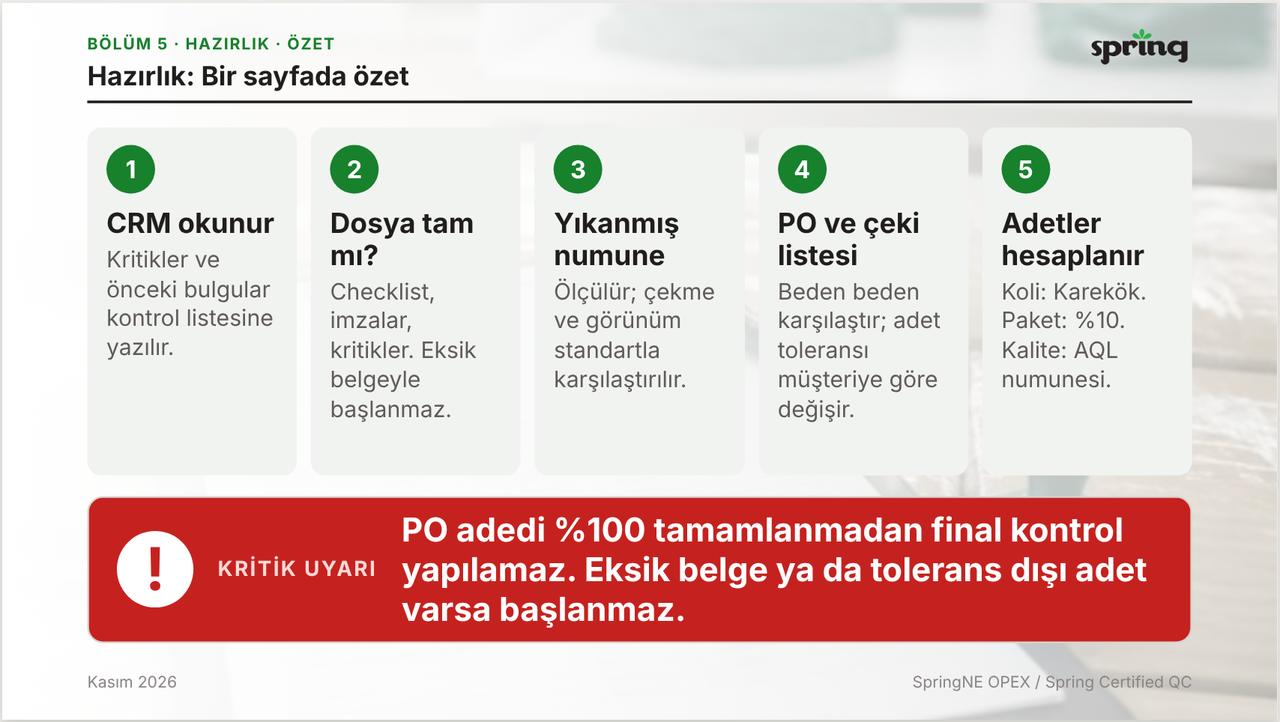 BÖLÜM 5 · HAZIRLIK · ÖZET
Hazırlık: Bir sayfada özet
spring
1
CRM okunur
Kritikler ve
önceki bulgular
kontrol listesine
yazılır.
2
Dosya tam
mı?
Checklist,
imzalar,
kritikler. Eksik
belgeyle
başlanmaz.
3
Yıkanmış
numune
Ölçülür; çekme
ve görünüm
standartla
karşılaştırılır.
4
PO ve çeki
listesi
Beden beden
karşılaştır; adet
toleransı
müşteriye göre
değişir.
5
Adetler
hesaplanır
Koli: Karekök.
Paket: %10.
Kalite: AQL
numunesi.
!
KRİTİK UYARI
PO adedi %100 tamamlanmadan final kontrol
yapılamaz. Eksik belge ya da tolerans dışı adet
varsa başlanmaz.
Kasım 2026
SpringNE OPEX / Spring Certified QC